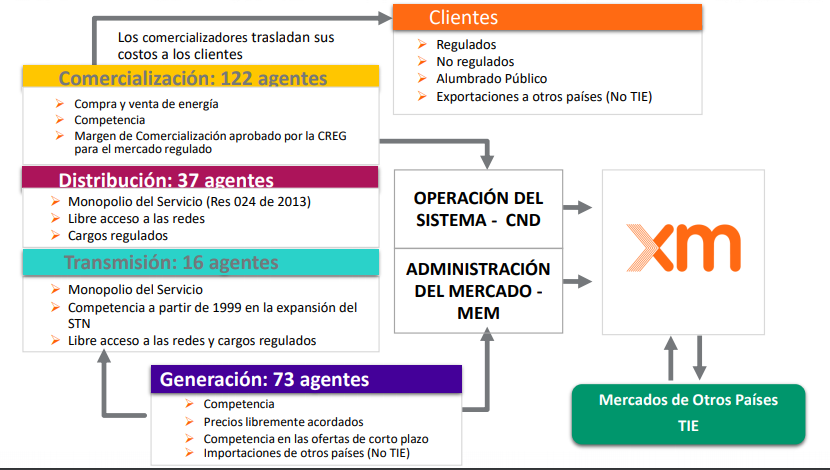 Los comercializadores trasladan sus
costos a los clientes
Clientes
Regulados
No regulados
Alumbrado Público
Exportaciones a otros países (No TIE)
Comercialización: 122 agentes
Compra y venta de energía
Competencia
Margen de Comercialización aprobado por la CREG
para el mercado regulado
Distribución: 37 agentes
Monopolio del Servicio (Res 024 de 2013)
Libre acceso a las redes
Cargos regulados
Transmisión: 16 agentes
Monopolio del Servicio
Competencia a partir de 1999 en la expansión del
STN
Libre acceso a las redes y cargos regulados
Generación: 73 agentes
Competencia
Precios libremente acordados
Competencia en las ofertas de corto plazo
Importaciones de otros países (No TIE)
OPERACIÓN DEL
SISTEMA - CND
ADMINISTRACIÓN
DEL MERCADO -
MEM
xm
Mercados de Otros Países
TIE